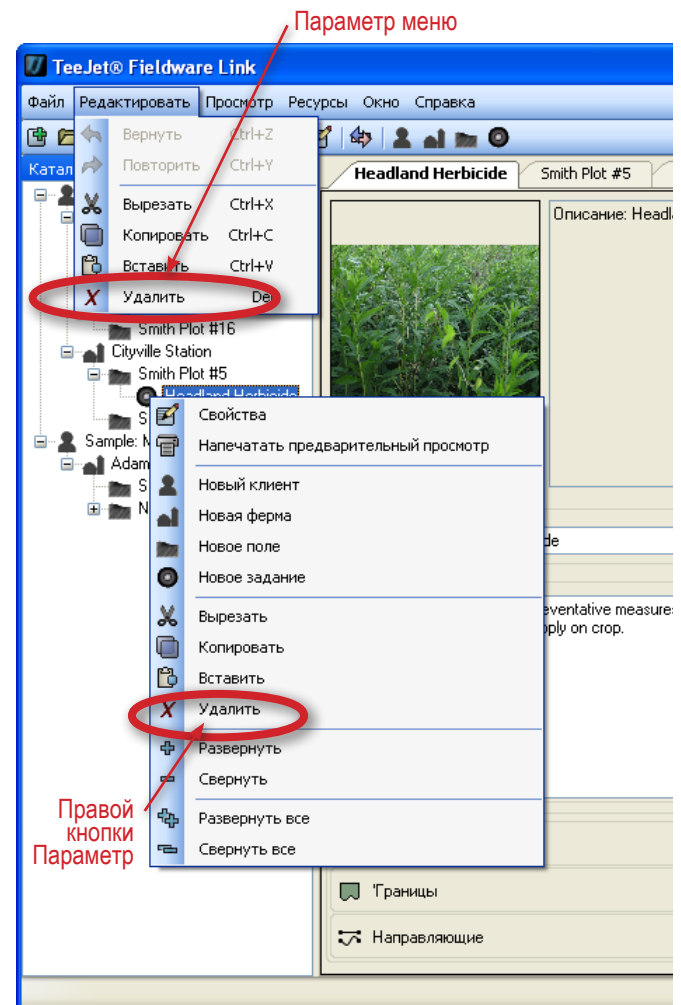 Параметр меню
TeeJet® Fieldware Link
Файл Редактировать Просмотр Ресурсы Окно Справка
Вернуть Ctrl+Z
Повторить Ctrl+Y
Катал
Вырезать Ctrl+X
Копировать Ctrl+C
Вставить Ctrl+V
X Удалить De
Headland Herbicide Smith Plot #5
Описание: Headl
Smith Plot #16
Cityville Station
Smith Plot #5
Headland Herbicide
S
Sample: M
Adam
S
N
Свойства
Напечатать предварительный просмотр
Новый клиент
Новая ферма
Новое поле
Новое задание
Вырезать
Копировать
Вставить
X Удалить
Развернуть
Свернуть
Развернуть все
Свернуть все
de
eventative measure
ply on crop.
Правой
кнопки
Параметр
'Границы
Направляющие